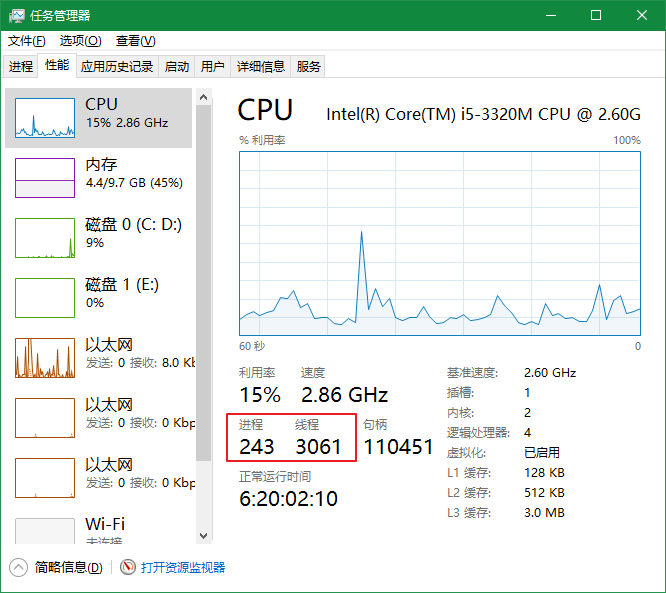 任务管理器
文件(F) 选项(O) 查看(V)
进程 性能 应用历史记录 启动 用户 详细信息 服务
CPU
15% 2.86 GHz
内存
4.4/9.7 GB (45%)
磁盘 0 (C: D:)
9%
磁盘 1 (E:)
0%
以太网
发送: 0 接收: 8.0 Kb
以太网
发送: 0 接收: 0 Kbp
以太网
发送: 0 接收: 0 Kbp
Wi-Fi
未连接
CPU Intel(R) Core(TM) i5-3320M CPU @ 2.60G
% 利用率 100%
60 秒 0
利用率 速度
15% 2.86 GHz
进程 线程 句柄
243 3061 110451
正常运行时间
6:20:02:10
基准速度: 2.60 GHz
插槽: 1
内核: 2
逻辑处理器: 4
虚拟化: 已启用
L1 缓存: 128 KB
L2 缓存: 512 KB
L3 缓存: 3.0 MB
简略信息(D) 打开资源监视器